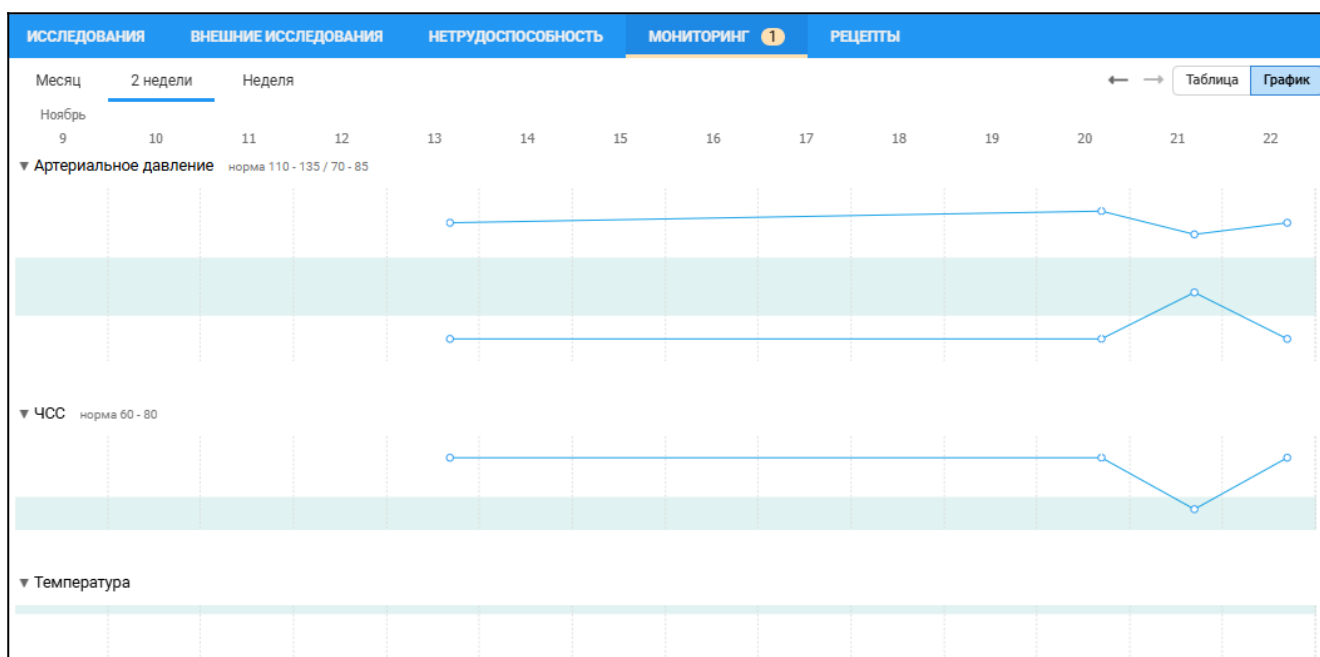 ИССЛЕДОВАНИЯ ВНЕШНИЕ ИССЛЕДОВАНИЯ НЕТРУДОСПОСОБНОСТЬ МОНИТОРИНГ 1 РЕЦЕПТЫ
Месяц 2 недели Неделя ← → Таблица График
Ноябрь
9 10 11 12 13 14 15 16 17 18 19 20 21 22
▼ Артериальное давление норма 110 - 135 / 70 - 85
▼ ЧСС норма 60 - 80
▼ Температура